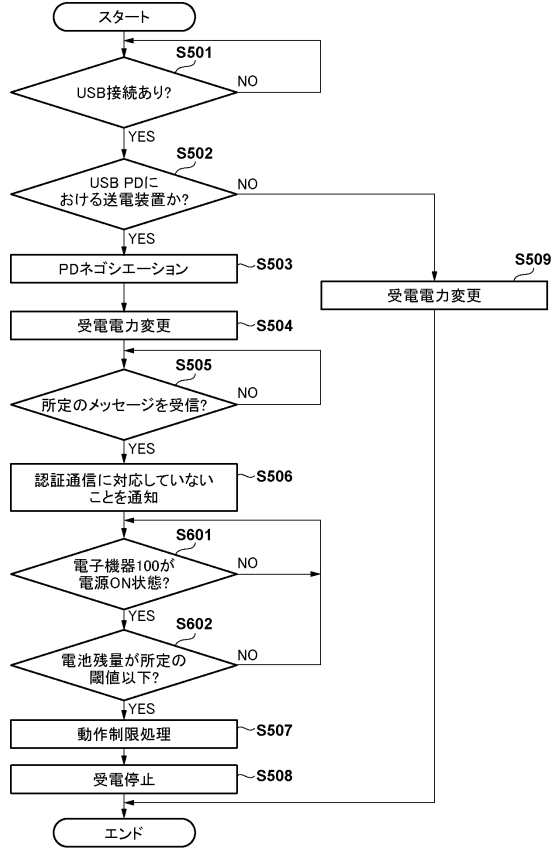 スタート
S501
USB接続あり?
NO
YES
S502
USB PDに
おける送電装置か?
NO
YES
S503
PDネゴシエーション
S509
受電電力変更
S504
受電電力変更
S505
所定のメッセージを受信?
NO
YES
S506
認証通信に対応していない
ことを通知
S601
電子機器100が
電源ON状態?
NO
YES
S602
電池残量が所定の
閾値以下?
NO
YES
S507
動作制限処理
S508
受電停止
エンド